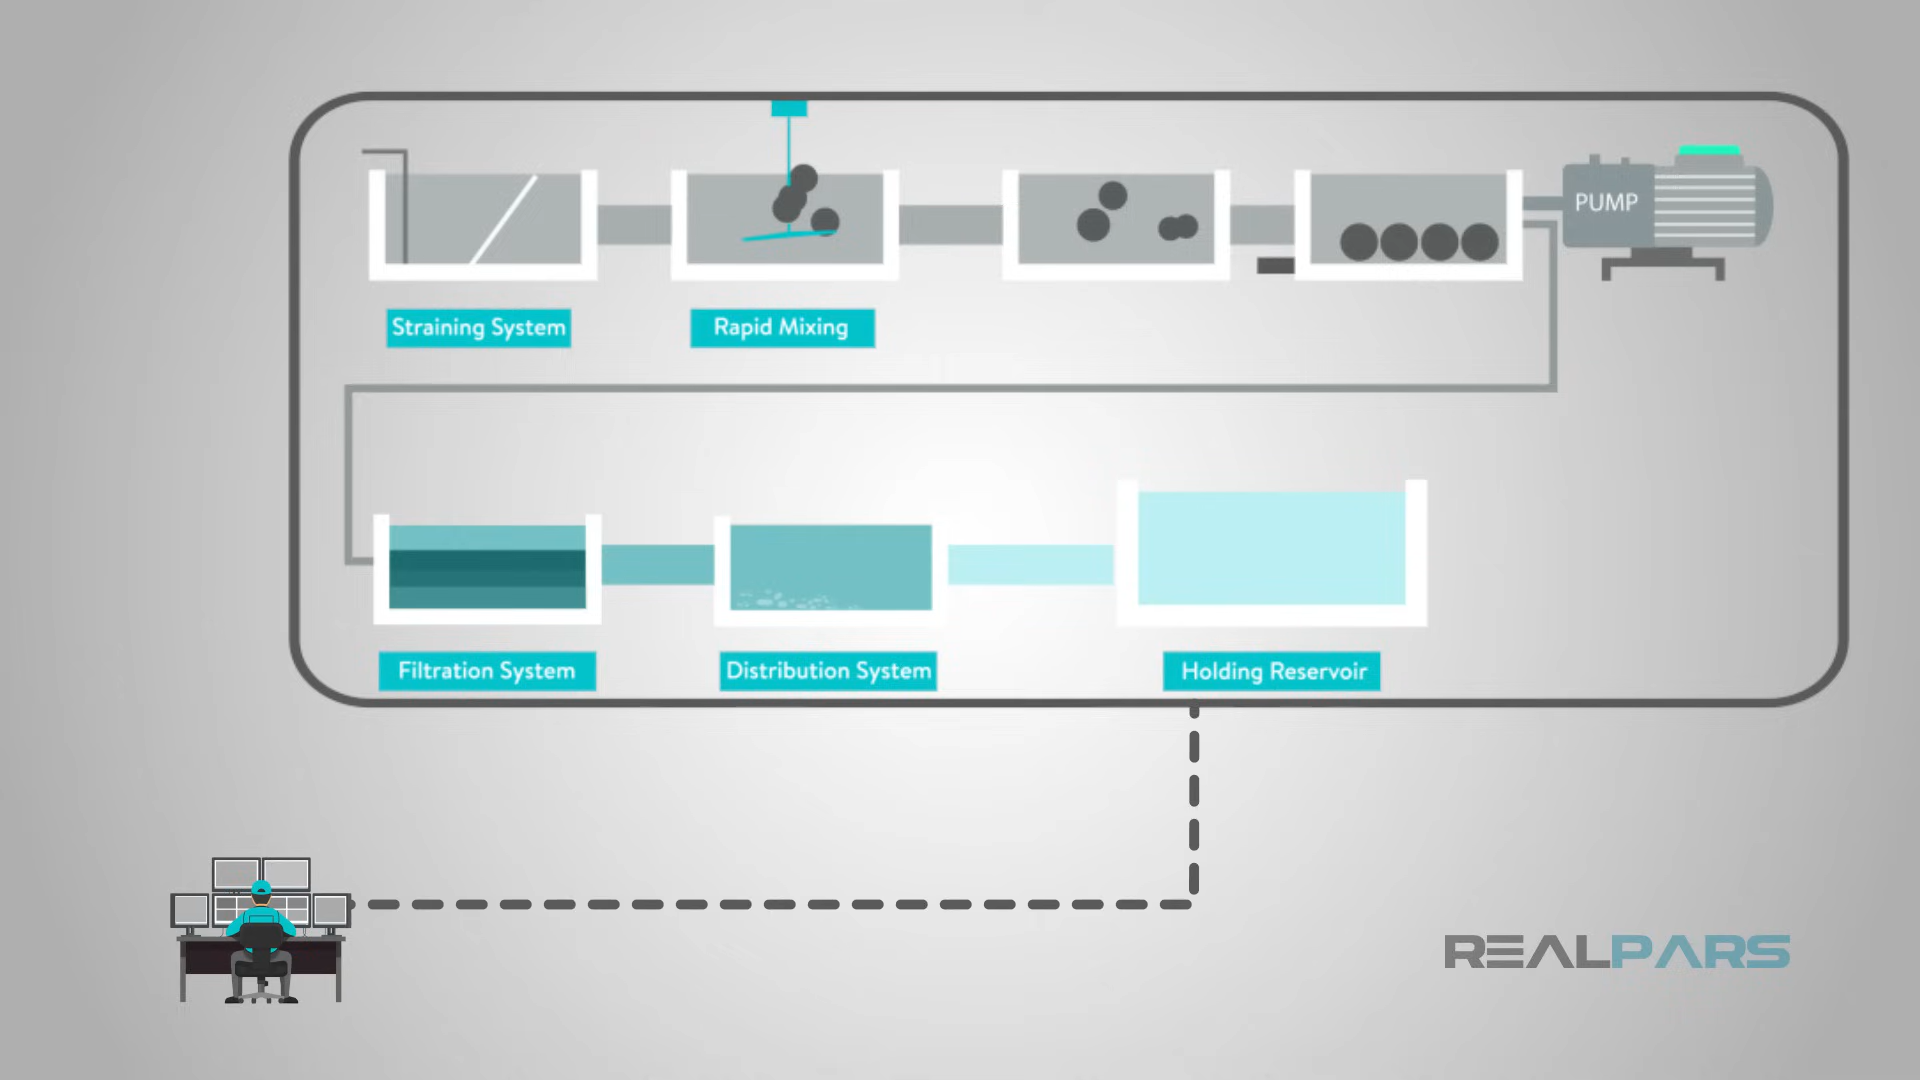 PUMP
Straining System
Rapid Mixing
Filtration System
Distribution System
Holding Reservoir
REALPARS